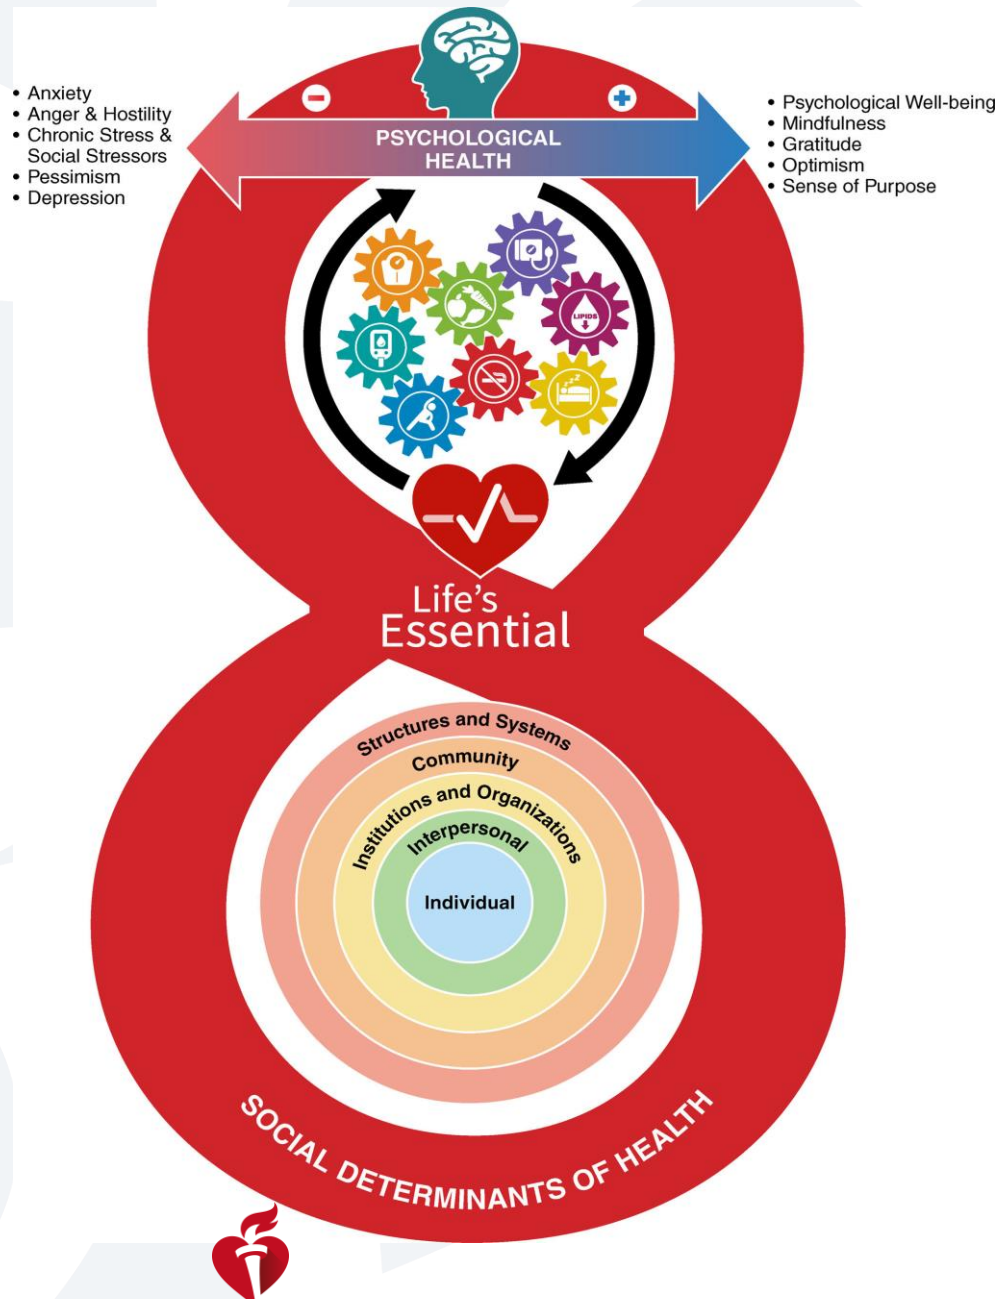 • Anxiety
• Anger & Hostility
• Chronic Stress &
Social Stressors
• Pessimism
• Depression
PSYCHOLOGICAL
HEALTH
• Psychological Well-being
• Mindfulness
• Gratitude
• Optimism
• Sense of Purpose
LIPIDS
zzz
Life's
Essential
Structures and Systems
Community
Institutions and Organizations
Interpersonal
Individual
SOCIAL DETERMINANTS OF HEALTH